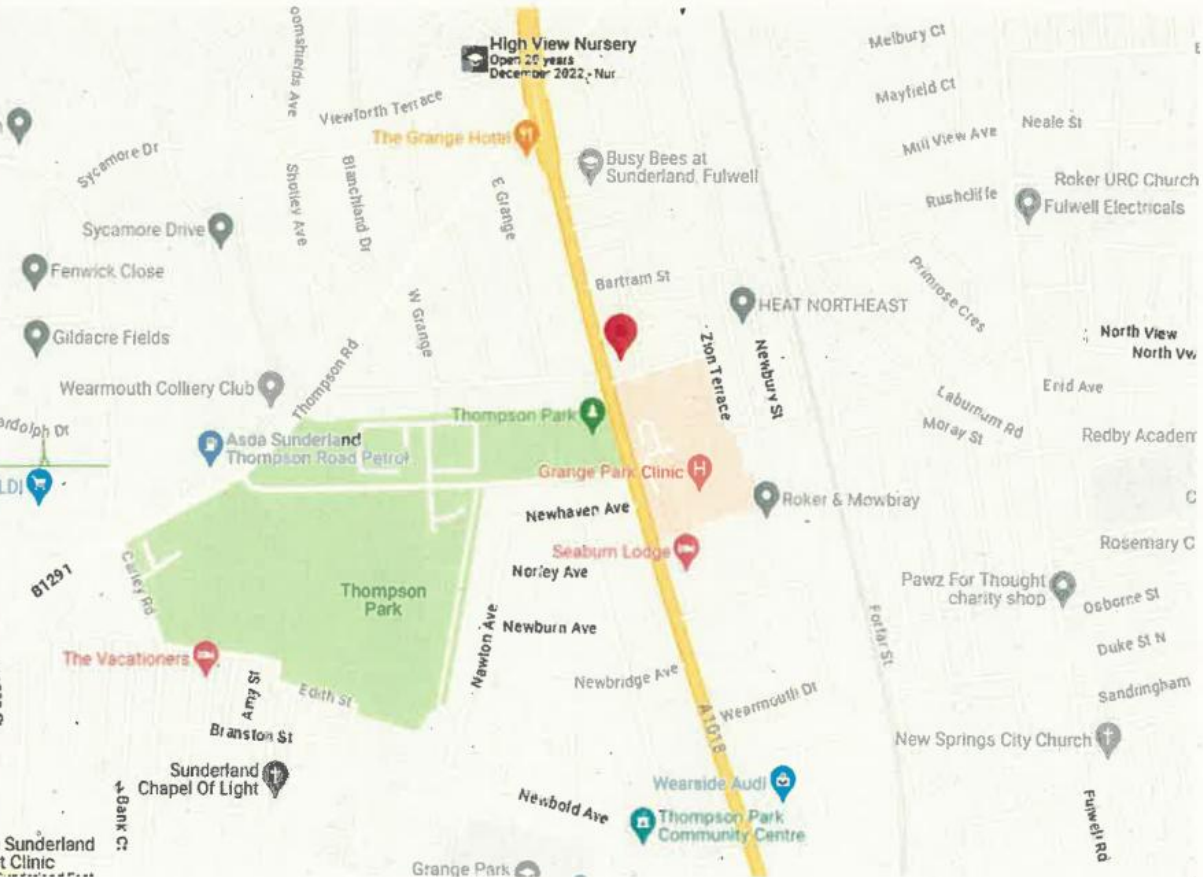 High View Nursery
Open 20 years
December 2022 - Nur
Viewforth Terrace
The Grange Hotel
Sycamore Dr
Shotley Ave
Blanchland Dr
E Grange
Busy Bees at
Sunderland, Fulwell
Melbury Ct
Mayfield Ct
Mill View Ave
Neale St
Rushcliffe
Roker URC Church
Fulwell Electricals
Sycamore Drive
Fenwick Close
Gildacre Fields
W Grange
Bartram St
HEAT NORTHEAST
Primrose Cres
North View
North Vw
Wearmouth Colliery Club
Thompson Rd
Zion Terrace
Newbury St
Enid Ave
Laburnum Rd
Moray St
Redby Academ
Thompson Park
Asda Sunderland
Thompson Road Petrol
LDI
Grange Park Clinic
H
Newhaven Ave
Roker & Mowbray
Seaburn Lodge
Rosemary C
Norley Ave
B1291
Carley Rd
Thompson
Park
Pawz For Thought
charity shop
Osborne St
Newburn Ave
Nawton Ave
Forfar St
Duke St N
The Vacationers
Amy St
Edith St
Newbridge Ave
Wearmouth Dr
A1018
Sandringham
Branston St
New Springs City Church
Sunderland
Chapel Of Light
Wearside Audi
Newbold Ave
Thompson Park
Community Centre
Fulwell Rd
Bank Ct
Sunderland
t Clinic
Grange Park